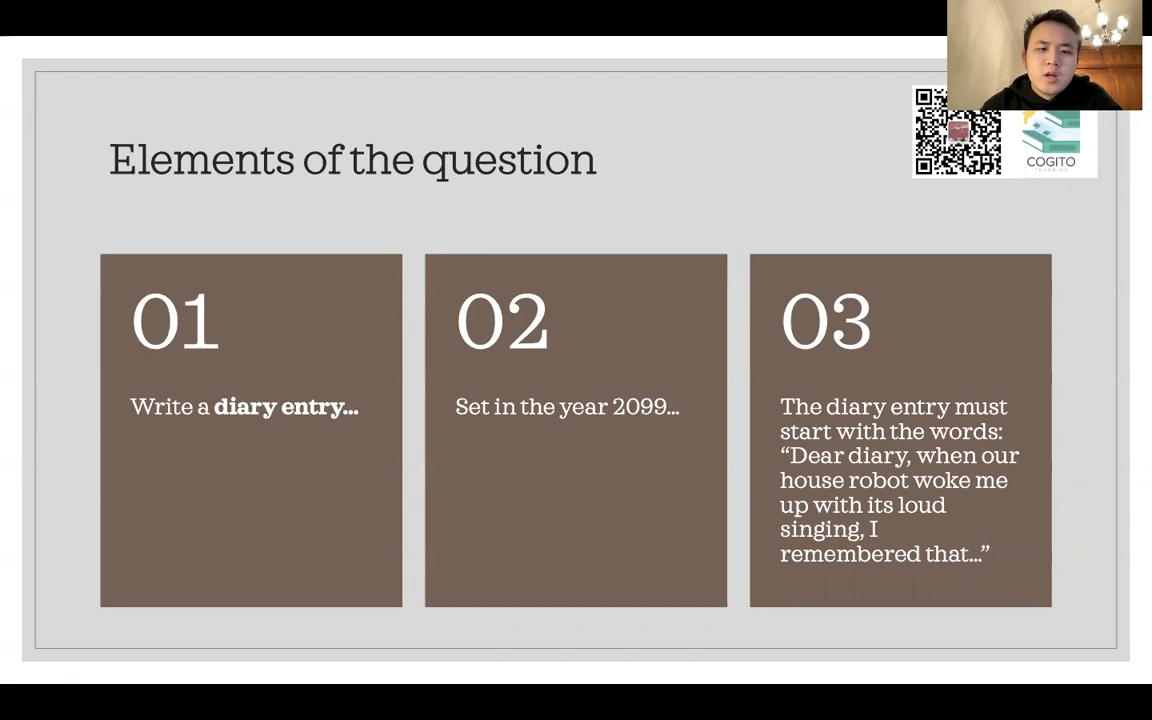 Elements of the question
COGITO
TUTORING
01
Write a diary entry...
02
Set in the year 2099...
03
The diary entry must
start with the words:
“Dear diary, when our
house robot woke me
up with its loud
singing, I
remembered that...”